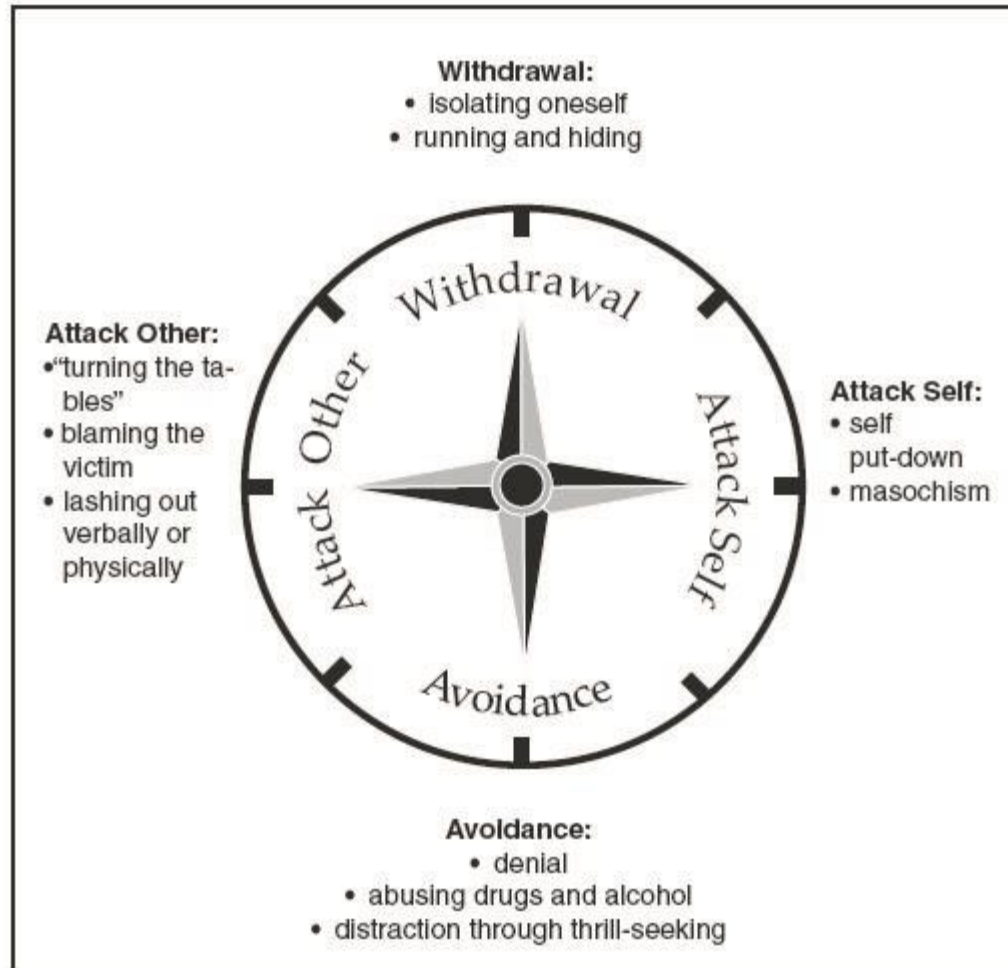 Withdrawal:
• isolating oneself
• running and hiding
Withdrawal
Attack Other:
•“turning the ta-
bles”
• blaming the
victim
• lashing out
verbally or
physically
Attack Other
Attack Self
Attack Self:
• self
put-down
• masochism
Avoidance
Avoidance:
• denial
• abusing drugs and alcohol
• distraction through thrill-seeking